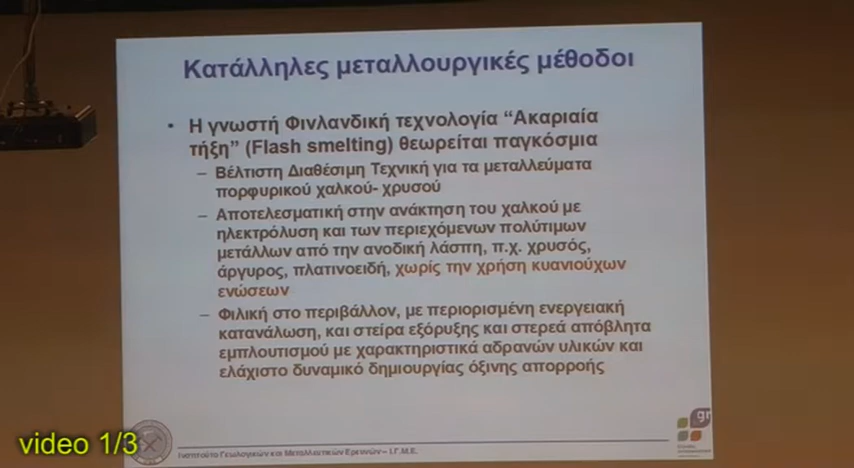 Κατάλληλες μεταλλουργικές μέθοδοι
• Η γνωστή Φινλανδική τεχνολογία “Ακαριαία
τήξη” (Flash smelting) θεωρείται παγκόσμια
– Βέλτιστη Διαθέσιμη Τεχνική για τα μεταλλεύματα
πορφυρικού χαλκού- χρυσού
– Αποτελεσματική στην ανάκτηση του χαλκού με
ηλεκτρόλυση και των περιεχόμενων πολύτιμων
μετάλλων από την ανοδική λάσπη, π.χ. χρυσός,
άργυρος, πλατινοειδή, χωρίς την χρήση κυανιούχων
ενώσεων
– Φιλική στο περιβάλλον, με περιορισμένη ενεργειακή
κατανάλωση, και στείρα εξόρυξης και στερεά απόβλητα
εμπλουτισμού με χαρακτηριστικά αδρανών υλικών και
ελάχιστο δυναμικό δημιουργίας όξινης απορροής
Ινστιτούτο Γεωλογικών και Μεταλλευτικών Ερευνών – Ι.Γ.Μ.Ε.
gr
video 1/3